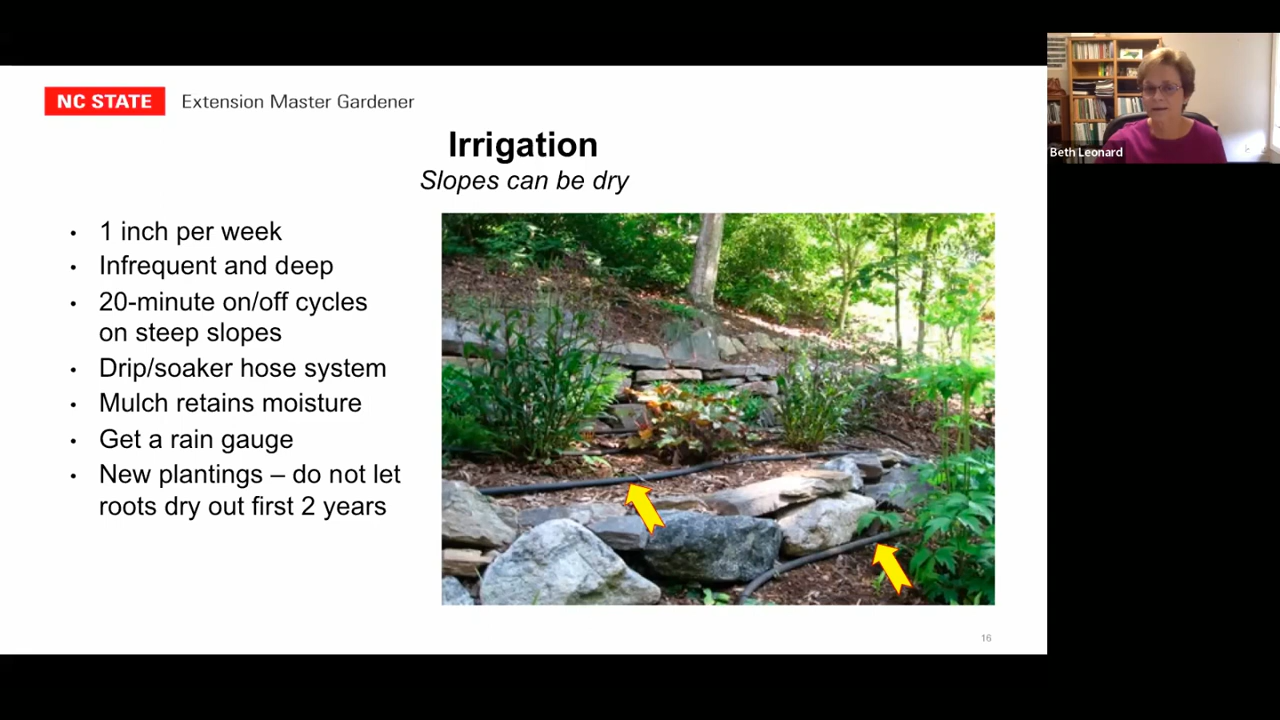 NC STATE Extension Master Gardener
Irrigation
Slopes can be dry
• 1 inch per week
• Infrequent and deep
• 20-minute on/off cycles
on steep slopes
• Drip/soaker hose system
• Mulch retains moisture
• Get a rain gauge
• New plantings – do not let
roots dry out first 2 years
16
Beth Leonard